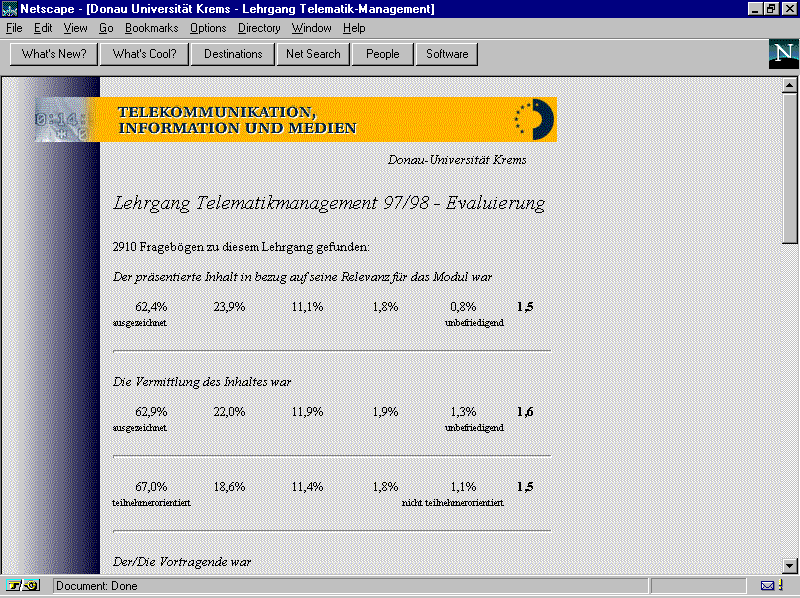 Netscape - [Donau Universität Krems - Lehrgang Telematik-Management]
File Edit View Go Bookmarks Options Directory Window Help
What's New? What's Cool? Destinations Net Search People Software
N
0:14:
TELEKOMMUNIKATION,
INFORMATION UND MEDIEN
Donau-Universität Krems
Lehrgang Telematikmanagement 97/98 - Evaluierung
2910 Fragebögen zu diesem Lehrgang gefunden:
Der präsentierte Inhalt in bezug auf seine Relevanz für das Modul war
62,4% 23,9% 11,1% 1,8% 0,8% 1,5
ausgezeichnet unbefriedigend
Die Vermittlung des Inhaltes war
62,9% 22,0% 11,9% 1,9% 1,3% 1,6
ausgezeichnet unbefriedigend
67,0% 18,6% 11,4% 1,8% 1,1% 1,5
teilnehmerorientiert nicht teilnehmerorientiert
Der/Die Vortragende war
Document: Done